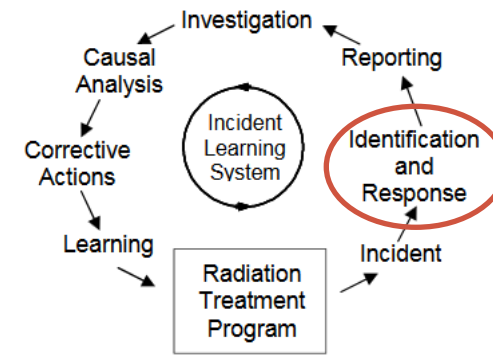 Investigation
Causal
Analysis
Reporting
Incident
Learning
System
Identification
and
Response
Corrective
Actions
Learning
Incident
Radiation
Treatment
Program